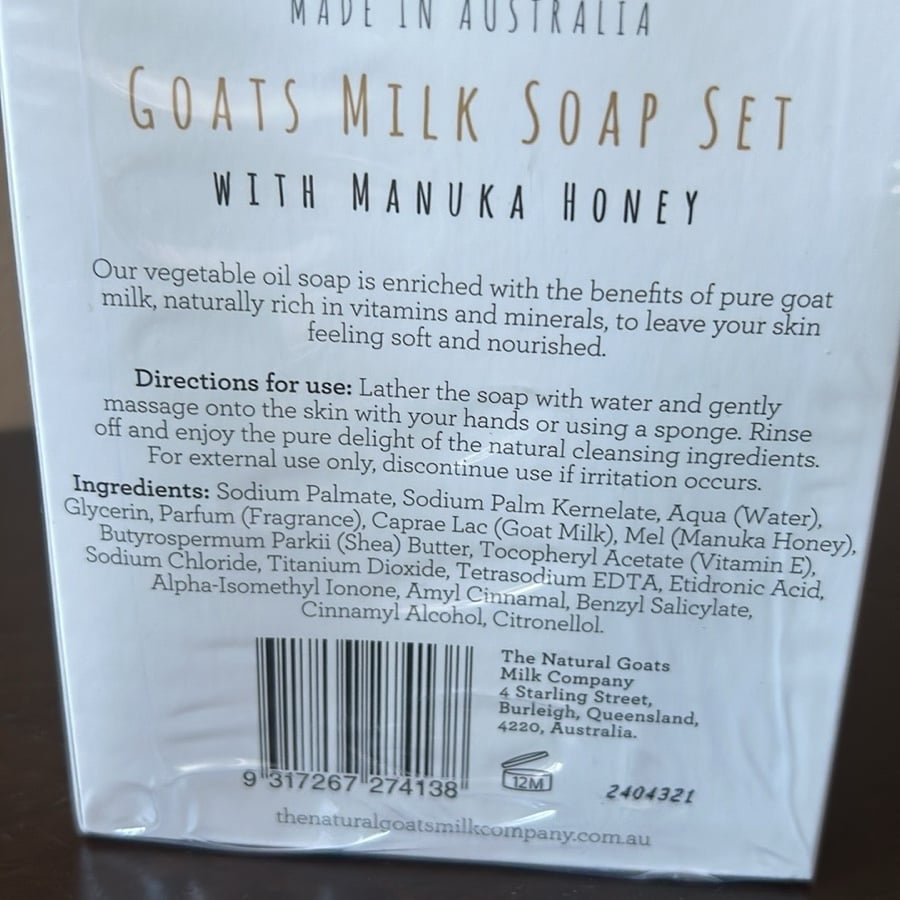 MADE IN AUSTRALIA
GOATS MILK SOAP SET
WITH MANUKA HONEY
Our vegetable oil soap is enriched with the benefits of pure goat
milk, naturally rich in vitamins and minerals, to leave your skin
feeling soft and nourished.
Directions for use: Lather the soap with water and gently
massage onto the skin with your hands or using a sponge. Rinse
off and enjoy the pure delight of the natural cleansing ingredients.
For external use only, discontinue use if irritation occurs.
Ingredients: Sodium Palmate, Sodium Palm Kernelate, Aqua (Water),
Glycerin, Parfum (Fragrance), Caprae Lac (Goat Milk), Mel (Manuka Honey),
Butyrospermum Parkii (Shea) Butter, Tocopheryl Acetate (Vitamin E),
Sodium Chloride, Titanium Dioxide, Tetrasodium EDTA, Etidronic Acid,
Alpha-Isomethyl Ionone, Amyl Cinnamal, Benzyl Salicylate,
Cinnamyl Alcohol, Citronellol.
The Natural Goats
Milk Company
4 Starling Street,
Burleigh, Queensland,
4220, Australia.
9 317267 274138
12M
2404321
thenaturalgoatsmilkcompany.com.au